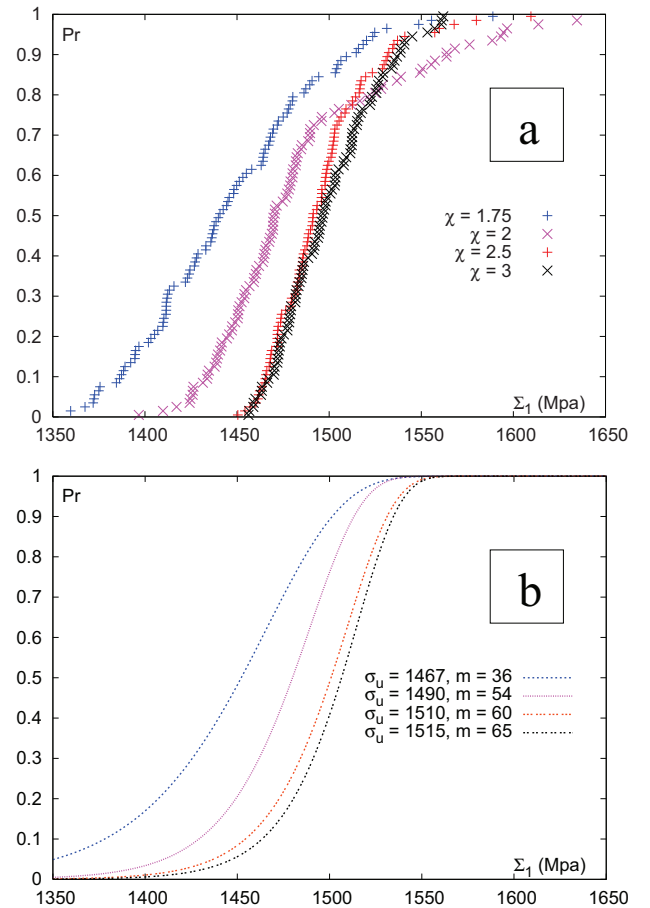 1
0.9
0.8
0.7
0.6
0.5
0.4
0.3
0.2
0.1
0
Pr
a
χ = 1.75
χ = 2
χ = 2.5
χ = 3
Σ1 (Mpa)
1350 1400 1450 1500 1550 1600 1650
1
0.9
0.8
0.7
0.6
0.5
0.4
0.3
0.2
0.1
0
Pr
b
σu = 1467, m = 36
σu = 1490, m = 54
σu = 1510, m = 60
σu = 1515, m = 65
Σ1 (Mpa)
1350 1400 1450 1500 1550 1600 1650